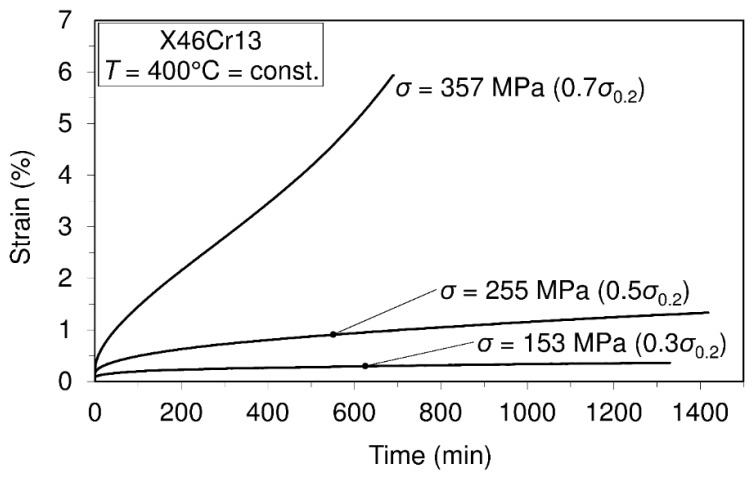 7
6
5
4
3
2
1
0
Strain (%)
X46Cr13
T = 400°C = const.
σ = 357 MPa (0.7σ0.2)
σ = 255 MPa (0.5σ0.2)
σ = 153 MPa (0.3σ0.2)
0 200 400 600 800 1000 1200 1400
Time (min)